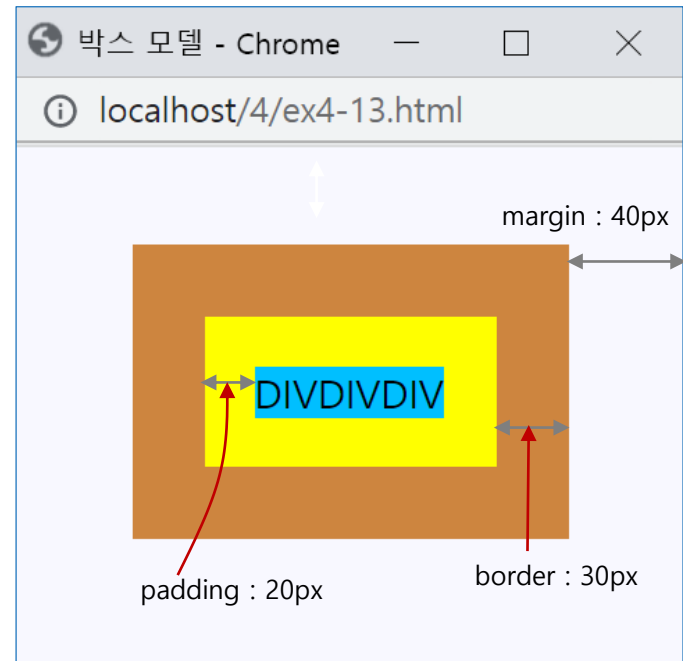 박스 모델 - Chrome
localhost/4/ex4-13.html
margin : 40px
DIVDIVDIV
padding : 20px
border : 30px